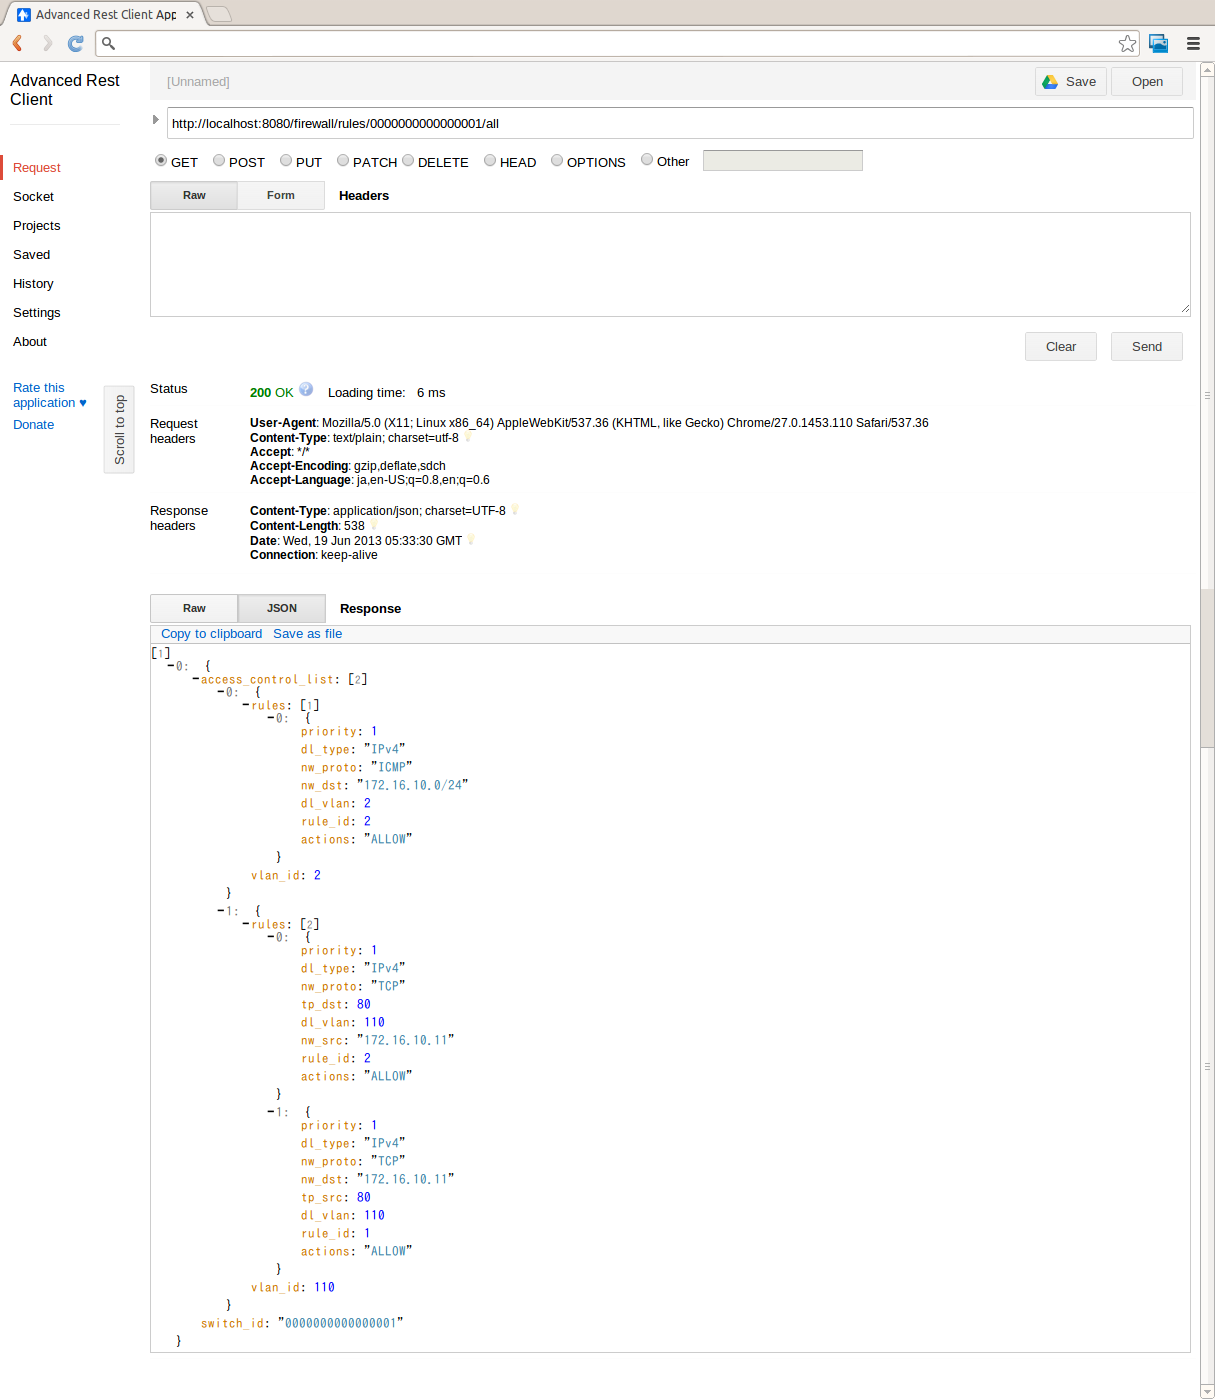 Advanced Rest Client App
Advanced Rest
Client
[Unnamed]
Save
Open
http://localhost:8080/firewall/rules/0000000000000001/all
GET POST PUT PATCH DELETE HEAD OPTIONS Other
Raw Form Headers
Request
Socket
Projects
Saved
History
Settings
About
Rate this
application ♥
Donate
Scroll to top
Clear Send
Status 200 OK Loading time: 6 ms
Request
headers
User-Agent: Mozilla/5.0 (X11; Linux x86_64) AppleWebKit/537.36 (KHTML, like Gecko) Chrome/27.0.1453.110 Safari/537.36
Content-Type: text/plain; charset=utf-8
Accept: */*
Accept-Encoding: gzip,deflate,sdch
Accept-Language: ja,en-US;q=0.8,en;q=0.6
Response
headers
Content-Type: application/json; charset=UTF-8
Content-Length: 538
Date: Wed, 19 Jun 2013 05:33:30 GMT
Connection: keep-alive
Raw JSON Response
Copy to clipboard Save as file
[1]
-0: {
-access_control_list: [2]
-0: {
-rules: [1]
-0: {
priority: 1
dl_type: "IPv4"
nw_proto: "ICMP"
nw_dst: "172.16.10.0/24"
dl_vlan: 2
rule_id: 2
actions: "ALLOW"
}
vlan_id: 2
}
-1: {
-rules: [2]
-0: {
priority: 1
dl_type: "IPv4"
nw_proto: "TCP"
tp_dst: 80
dl_vlan: 110
nw_src: "172.16.10.11"
rule_id: 2
actions: "ALLOW"
}
-1: {
priority: 1
dl_type: "IPv4"
nw_proto: "TCP"
nw_dst: "172.16.10.11"
tp_src: 80
dl_vlan: 110
rule_id: 1
actions: "ALLOW"
}
vlan_id: 110
}
switch_id: "0000000000000001"
}